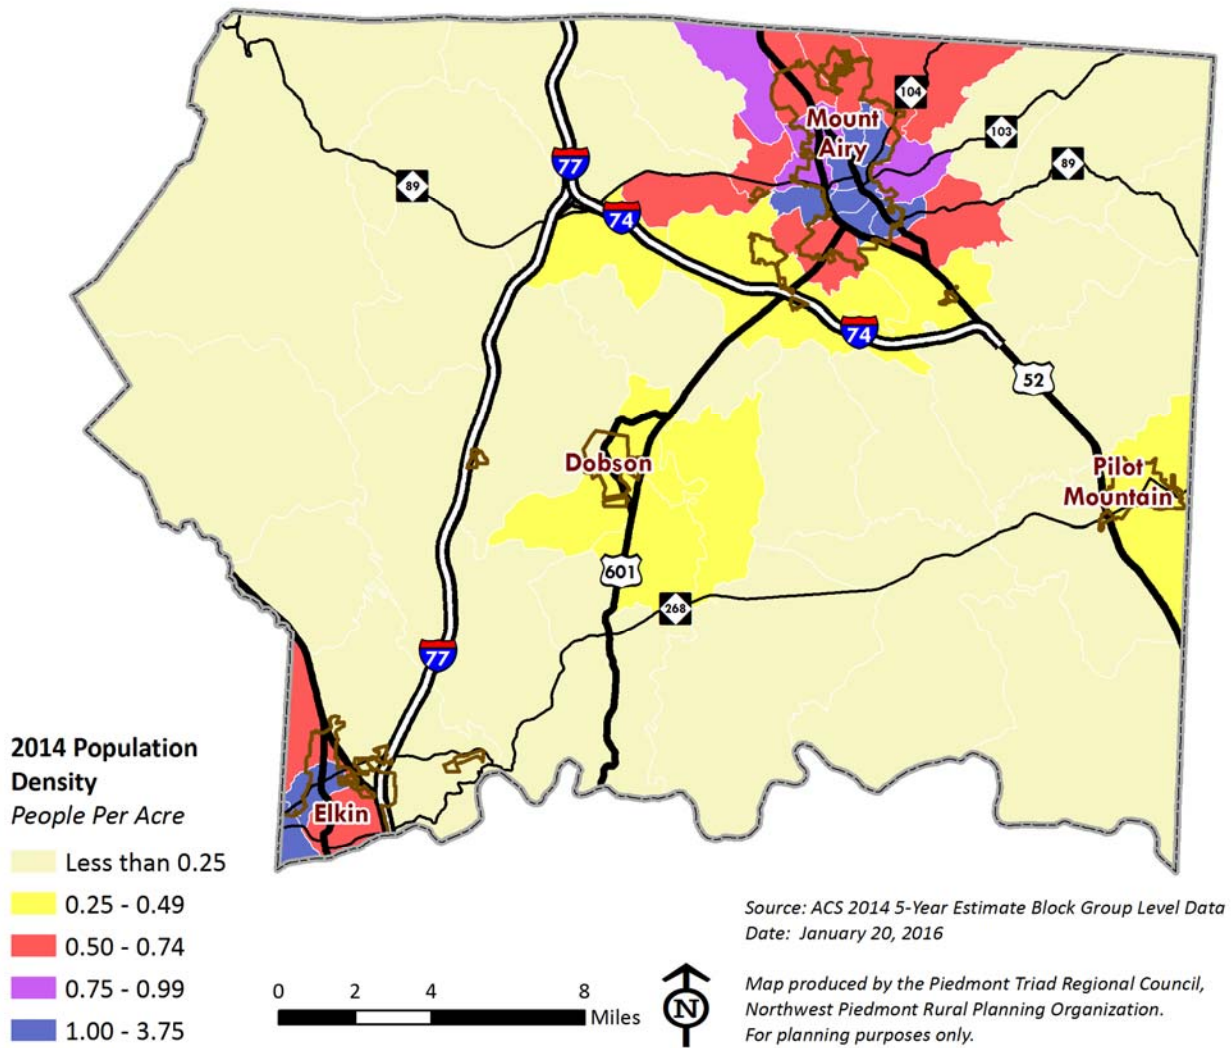 104
Mount
Airy
103
77
89
89
74
74
52
Dobson
Pilot
Mountain
601
268
77
2014 Population
Density
People Per Acre
Elkin
Less than 0.25
0.25 - 0.49
0.50 - 0.74
0.75 - 0.99
1.00 - 3.75
Source: ACS 2014 5-Year Estimate Block Group Level Data
Date: January 20, 2016
0 2 4 8
Miles
N
Map produced by the Piedmont Triad Regional Council,
Northwest Piedmont Rural Planning Organization.
For planning purposes only.